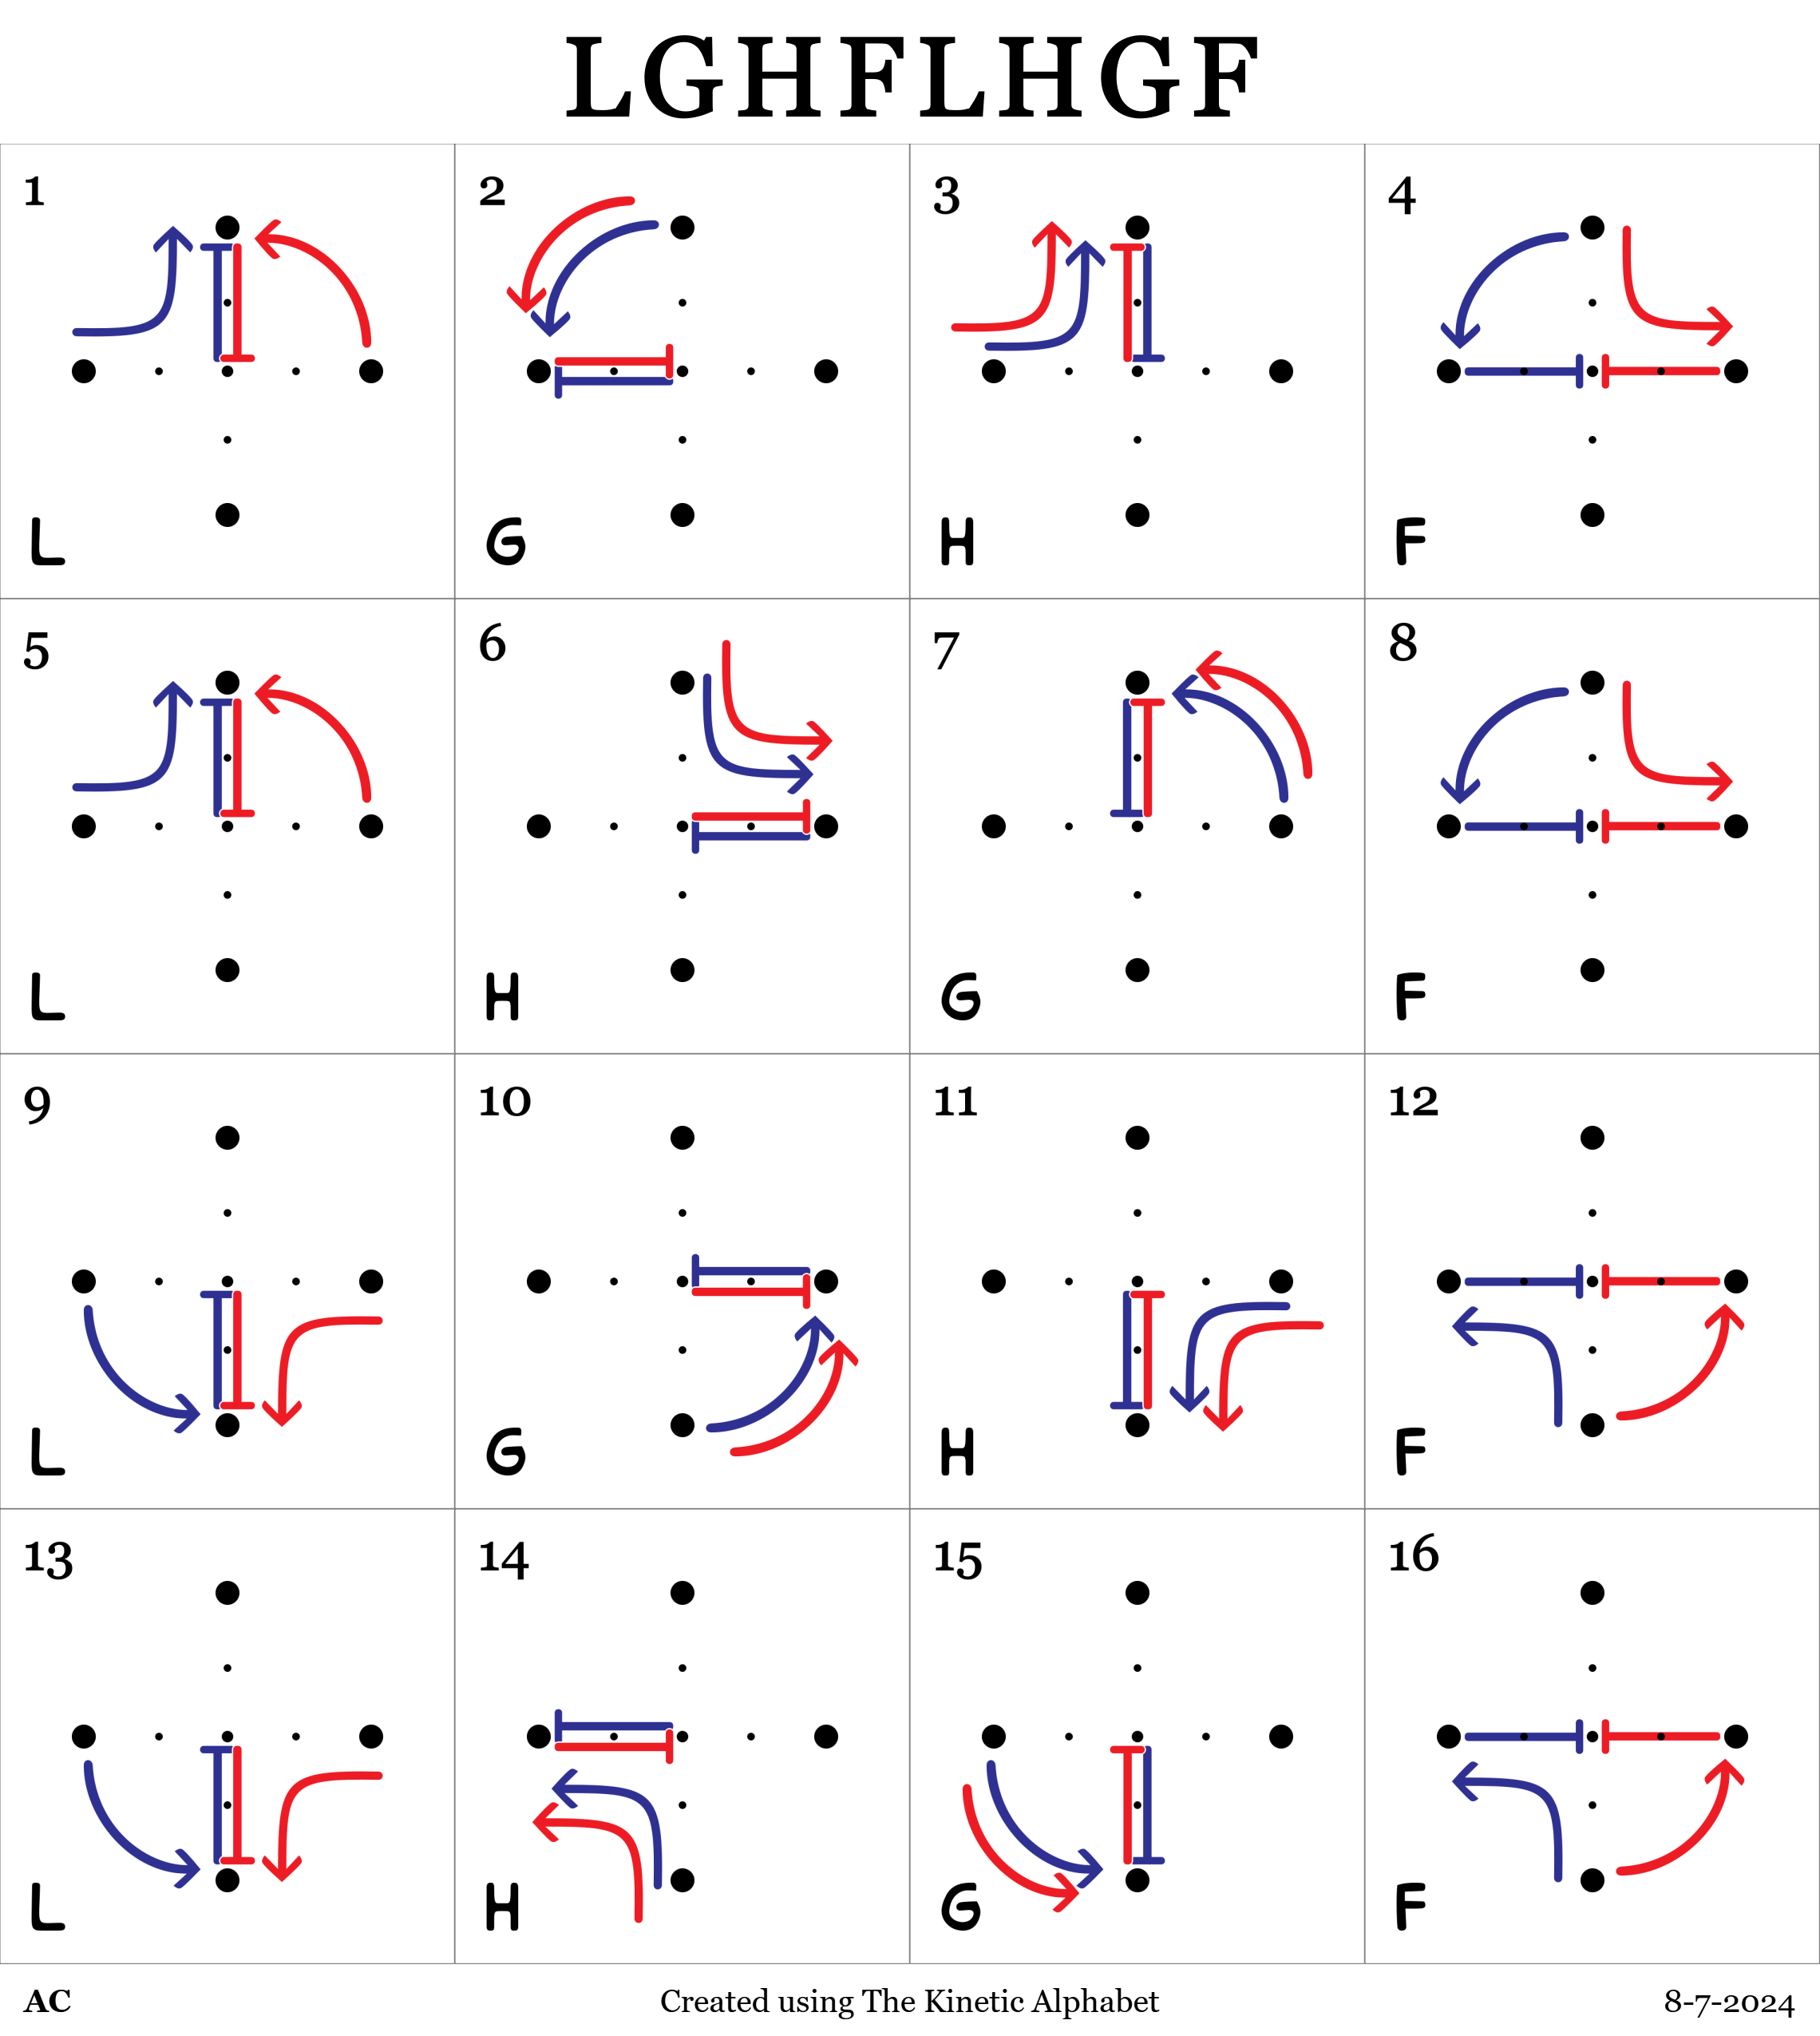 LGHFLHGF
1 2 3 4
L G H F
5 6 7 8
L H G F
9 10 11 12
L G H F
13 14 15 16
L H G F
AC Created using The Kinetic Alphabet 8-7-2024